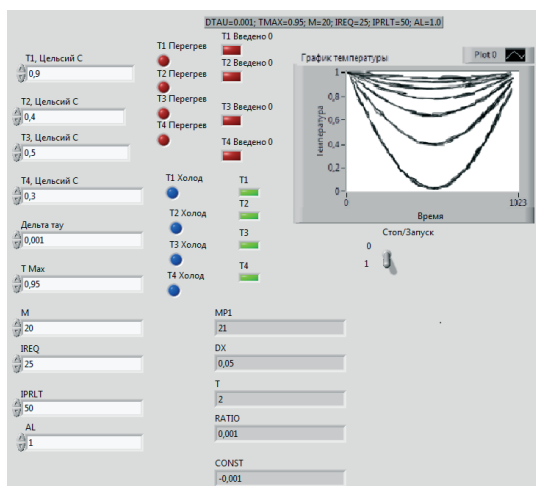 DTAU=0.001; TMAX=0.95; M=20; IREQ=25; IPRLT=50; AL=1.0
T1, Цельсий C
0,9
T2, Цельсий C
0,4
T3, Цельсий C
0,5
T4, Цельсий C
0,3
Дельта тау
0,001
T Max
0,95
M
20
IREQ
25
IPRLT
50
AL
1
T1 Перегрев
T2 Перегрев
T3 Перегрев
T4 Перегрев
T1 Введено 0
T2 Введено 0
T3 Введено 0
T4 Введено 0
T1 Холод
T2 Холод
T3 Холод
T4 Холод
T1
T2
T3
T4
График температуры
Plot 0
Температура
1
0,8
0,6
0,4
0,2
0
0
1023
Время
Стоп/Запуск
0
1
MP1
21
DX
0,05
T
2
RATIO
0,001
CONST
-0,001